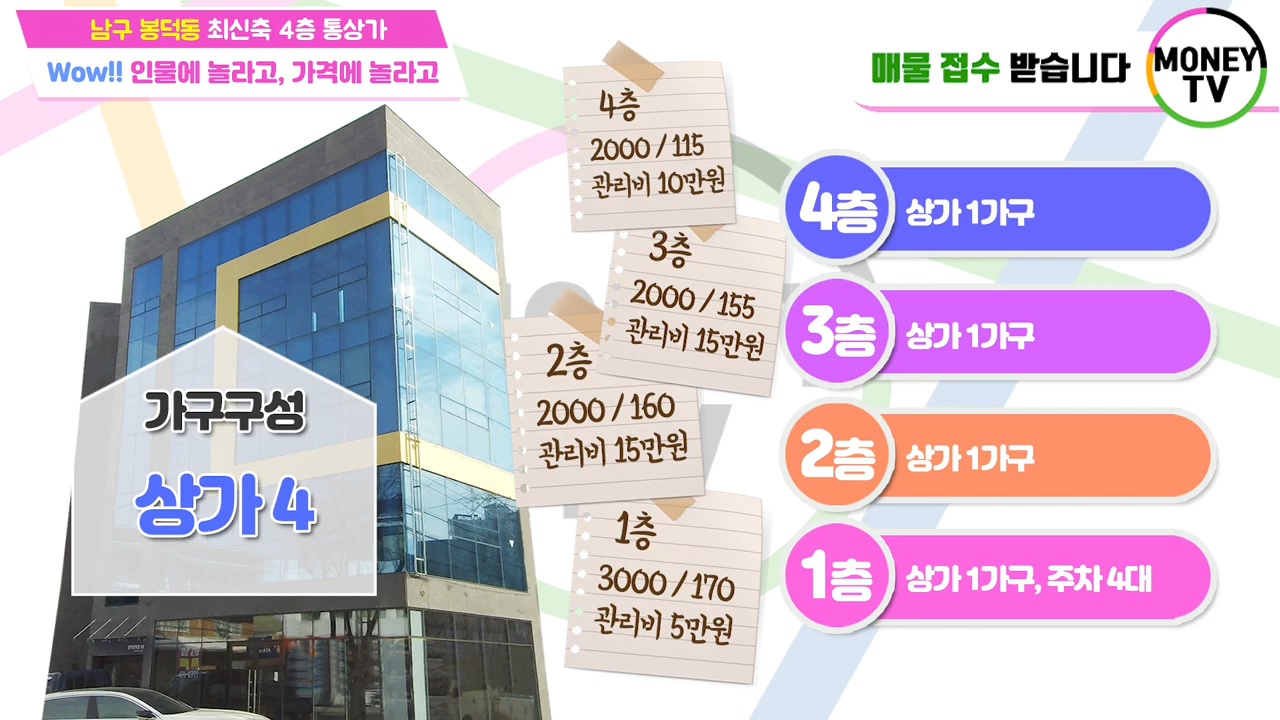 남구 봉덕동 최신축 4층 통상가
Wow!! 인물에 놀라고, 가격에 놀라고
매물 접수 받습니다
MONEY
TV
4층
2000 / 115
관리비 10만원
3층
2000 / 155
관리비 15만원
2층
2000 / 160
관리비 15만원
1층
3000 / 170
관리비 5만원
가구구성
상가 4
4층 상가 1가구
3층 상가 1가구
2층 상가 1가구
1층 상가 1가구, 주차 4대